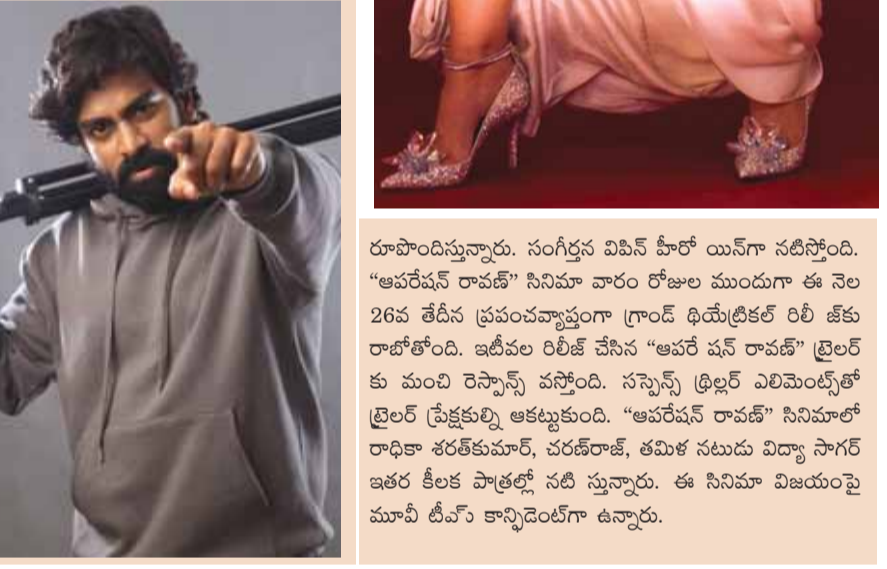 రూపొందిస్తున్నారు. సంగీర్తన విపిన్ హీరో యిన్‌గా నటిస్తోంది.
“ఆపరేషన్ రావణ్” సినిమా వారం రోజుల ముందుగా ఈ నెల
26వ తేదీన ప్రపంచవ్యాప్తంగా గ్రాండ్ థియేట్రికల్ రిలీ జ్‌కు
రాబోతోంది. ఇటీవల రిలీజ్ చేసిన “ఆపరే షన్ రావణ్” ట్రైలర్
కు మంచి రెస్పాన్స్ వస్తోంది. సస్పెన్స్ థ్రిల్లర్ ఎలిమెంట్స్‌తో
ట్రైలర్ ప్రేక్షకుల్ని ఆకట్టుకుంది. “ఆపరేషన్ రావణ్” సినిమాలో
రాధికా శరత్‌కుమార్, చరణ్‌రాజ్, తమిళ నటుడు విద్యా సాగర్
ఇతర కీలక పాత్రల్లో నటి స్తున్నారు. ఈ సినిమా విజయంపై
మూవీ కాన్ఫిడెంట్‌గా ఉన్నారు.